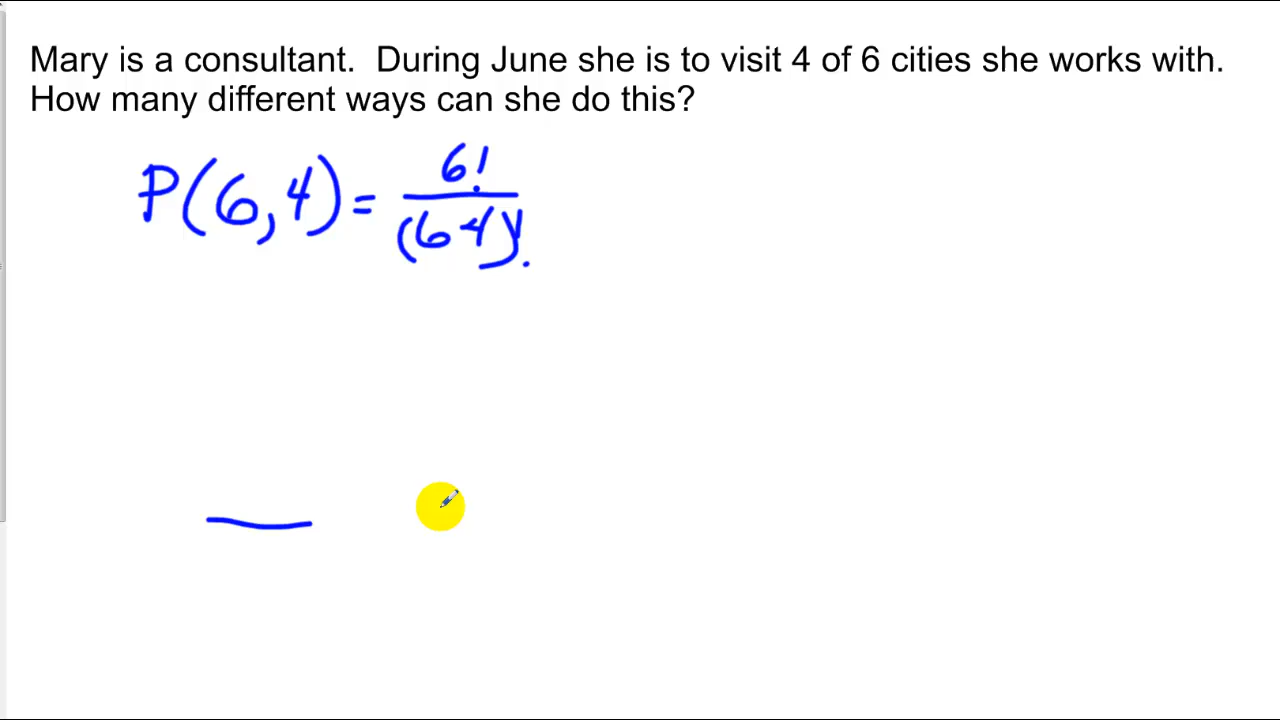 Mary is a consultant.  During June she is to visit 4 of 6 cities she works with.
How many different ways can she do this?
P(6,4) = 6!
(6-4)!